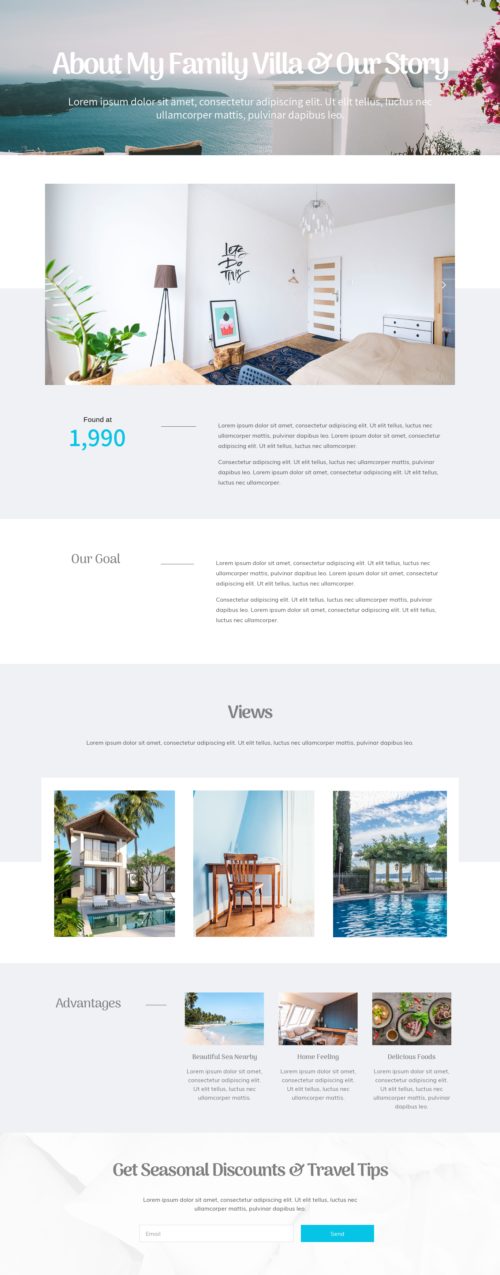 About My Family Villa & Our Story
Lorem ipsum dolor sit amet, consectetur adipiscing elit. Ut elit tellus, luctus nec
ullamcorper mattis, pulvinar dapibus leo.
LETS
DO
THIS
Found at
1,990
Lorem ipsum dolor sit amet, consectetur adipiscing elit. Ut elit tellus, luctus nec
ullamcorper mattis, pulvinar dapibus leo. Lorem ipsum dolor sit amet, consectetur
adipiscing elit. Ut elit tellus, luctus nec ullamcorper.
Consectetur adipiscing elit. Ut elit tellus, luctus nec ullamcorper mattis, pulvinar
dapibus leo. Lorem ipsum dolor sit amet, consectetur adipiscing elit. Ut elit tellus,
luctus nec ullamcorper.
Our Goal
Lorem ipsum dolor sit amet, consectetur adipiscing elit. Ut elit tellus, luctus nec
ullamcorper mattis, pulvinar dapibus leo. Lorem ipsum dolor sit amet, consectetur
adipiscing elit. Ut elit tellus, luctus nec ullamcorper.
Consectetur adipiscing elit. Ut elit tellus, luctus nec ullamcorper mattis, pulvinar
dapibus leo. Lorem ipsum dolor sit amet, consectetur adipiscing elit. Ut elit tellus,
luctus nec ullamcorper.
Views
Lorem ipsum dolor sit amet, consectetur adipiscing elit. Ut elit tellus, luctus nec ullamcorper mattis, pulvinar dapibus leo.
Advantages
Beautiful Sea Nearby
Lorem ipsum dolor sit amet,
consectetur adipiscing elit.
Ut elit tellus, luctus nec
ullamcorper mattis.
Home Feeling
Lorem ipsum dolor sit amet,
consectetur adipiscing elit.
Ut elit tellus, luctus nec
ullamcorper mattis.
Delicious Foods
Lorem ipsum dolor sit amet,
consectetur adipiscing elit.
Ut elit tellus, luctus nec
ullamcorper mattis, pulvinar
dapibus leo.
Get Seasonal Discounts & Travel Tips
Lorem ipsum dolor sit amet, consectetur adipiscing elit. Ut elit tellus, luctus nec
ullamcorper mattis, pulvinar dapibus leo.
Email
Send